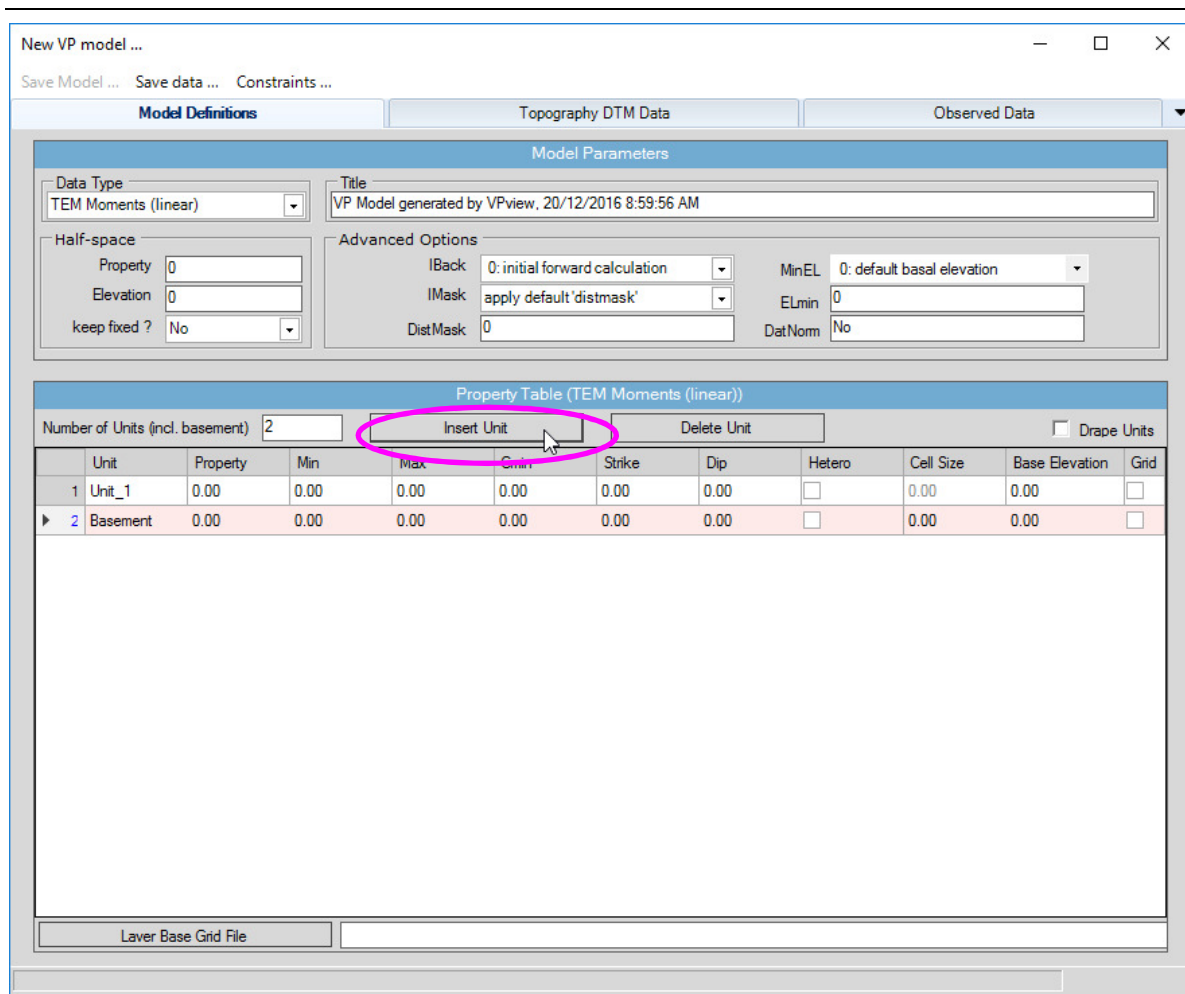 New VP model ...
Save Model ... Save data ... Constraints ...
Model Definitions Topography DTM Data Observed Data
Model Parameters
Data Type Title
TEM Moments (linear) VP Model generated by VPview, 20/12/2016 8:59:56 AM
Half-space Advanced Options
Property 0 IBack 0: initial forward calculation MinEL 0: default basal elevation
Elevation 0 IMask apply default 'distmask' ELmin 0
keep fixed ? No DistMask 0 DatNorm No
Property Table (TEM Moments (linear))
Number of Units (incl. basement) 2 Insert Unit Delete Unit Drape Units
Unit Property Min Max Cmin Strike Dip Hetero Cell Size Base Elevation Grid
1 Unit_1 0.00 0.00 0.00 0.00 0.00 0.00 0.00 0.00
2 Basement 0.00 0.00 0.00 0.00 0.00 0.00 0.00 0.00
Layer Base Grid File